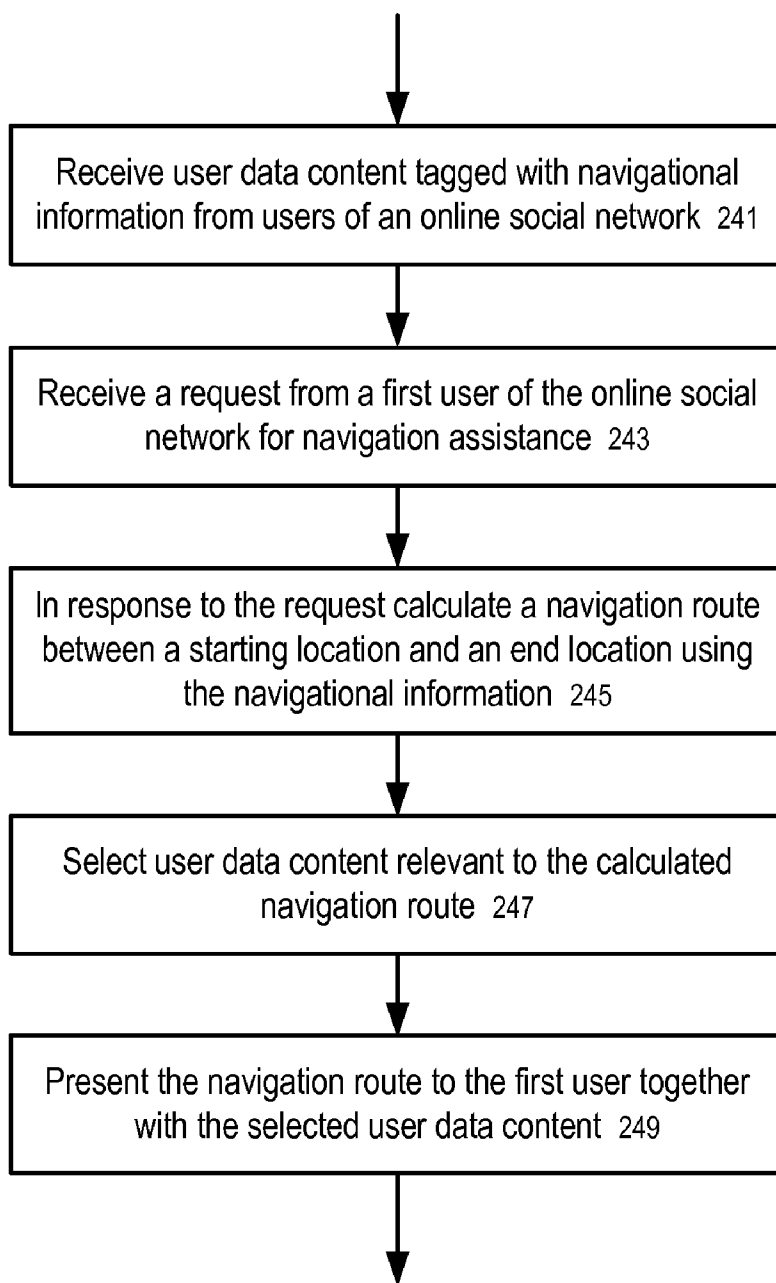 Receive user data content tagged with navigational
information from users of an online social network 241
Receive a request from a first user of the online social
network for navigation assistance 243
In response to the request calculate a navigation route
between a starting location and an end location using
the navigational information 245
Select user data content relevant to the calculated
navigation route 247
Present the navigation route to the first user together
with the selected user data content 249